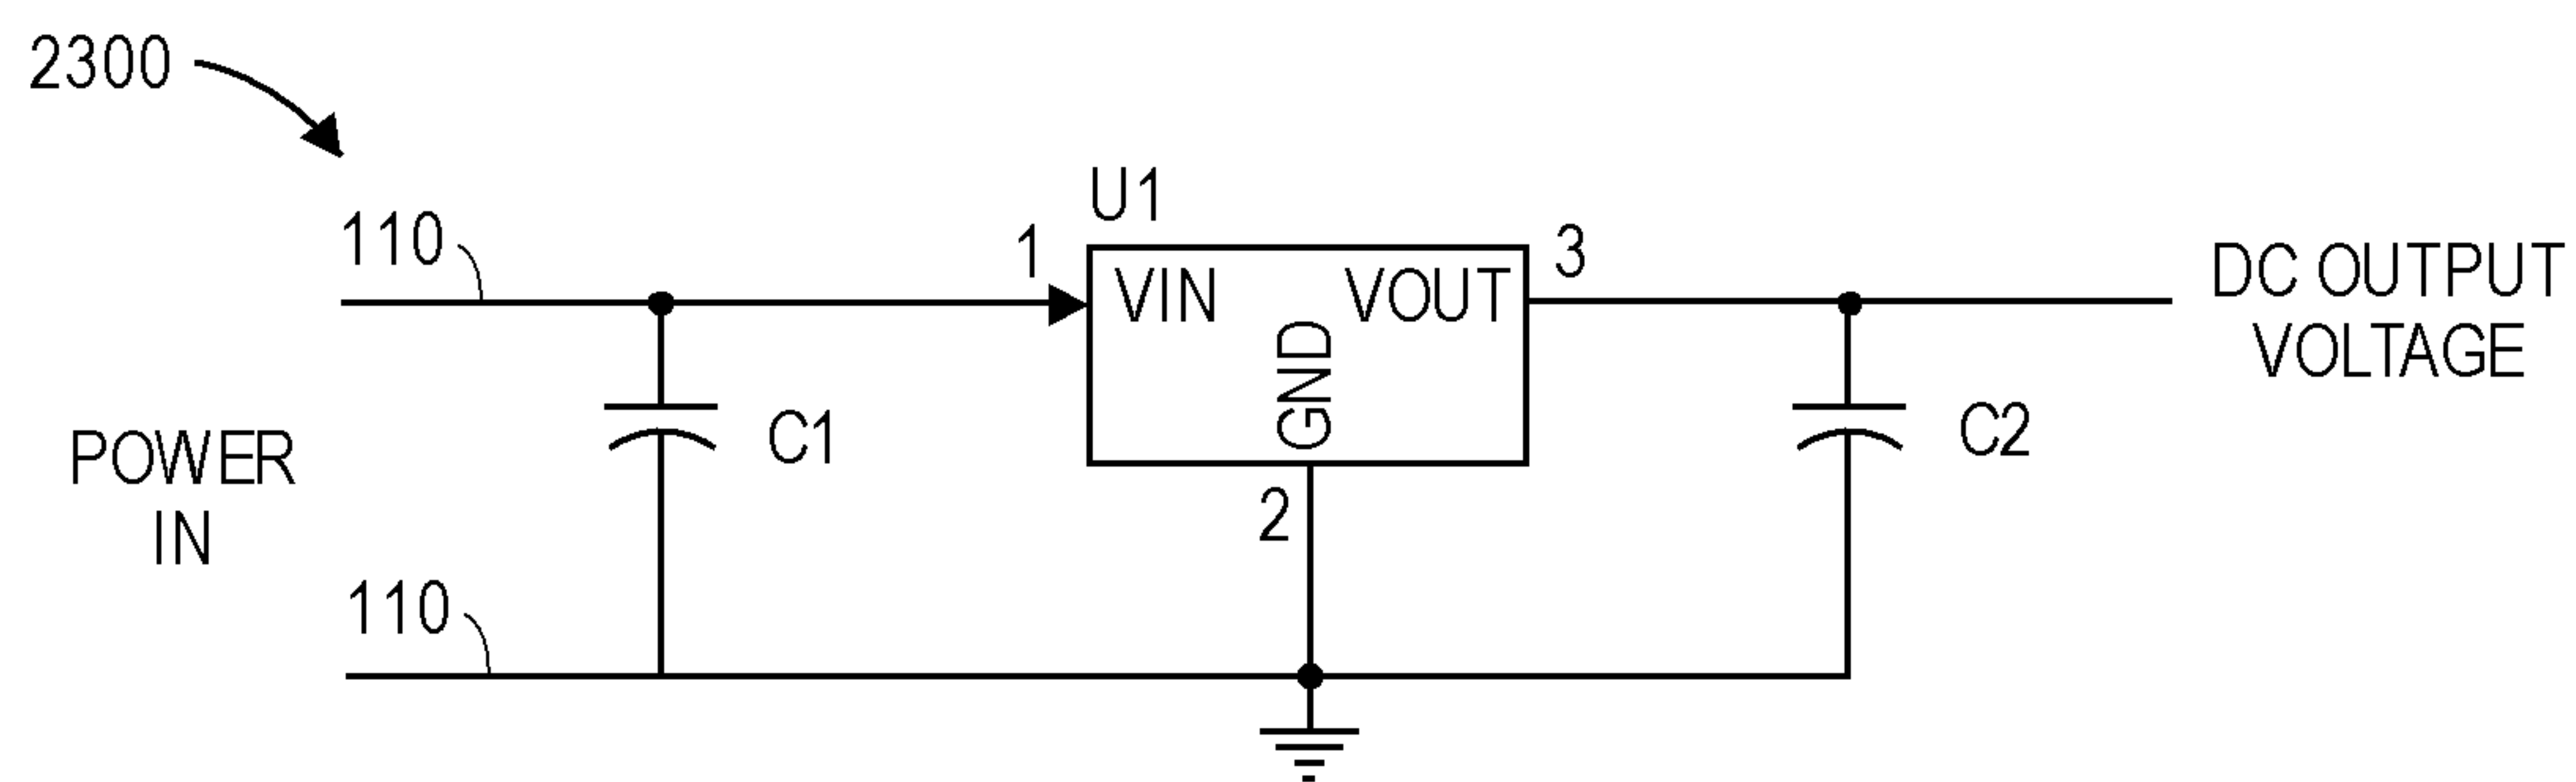 2300
110
1
U1
VIN
VOUT
GND
3
DC OUTPUT
VOLTAGE
C1
C2
POWER
IN
2
110